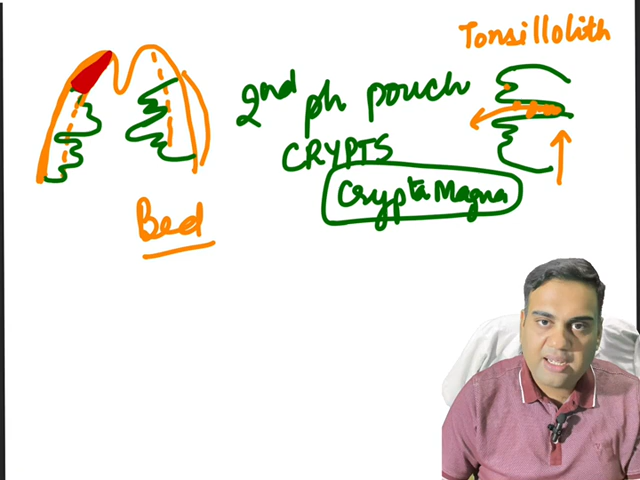 Tonsillolith
2nd ph pouch
CRYPTS
Crypta Magna
Bed